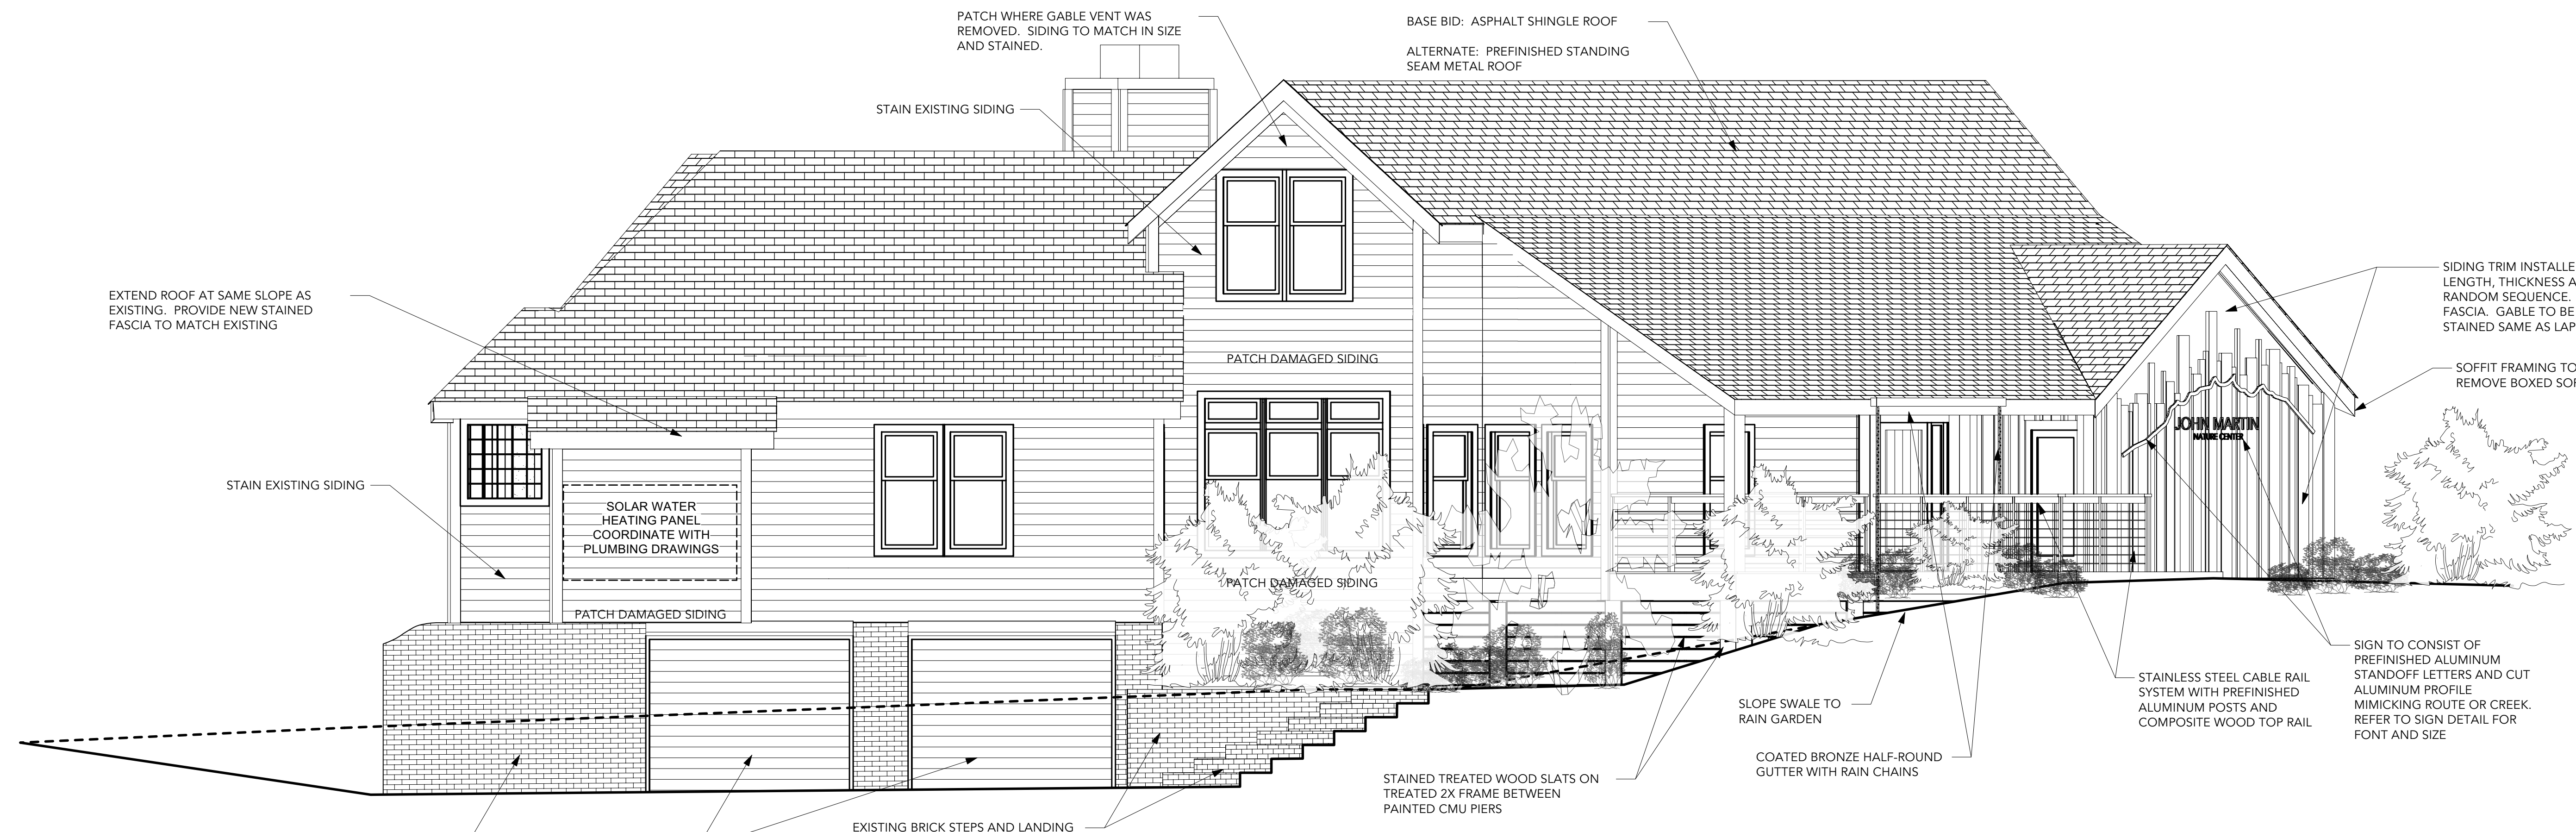 PATCH WHERE GABLE VENT WAS
REMOVED.  SIDING TO MATCH IN SIZE
AND STAINED.
BASE BID:  ASPHALT SHINGLE ROOF
ALTERNATE:  PREFINISHED STANDING
SEAM METAL ROOF
STAIN EXISTING SIDING
EXTEND ROOF AT SAME SLOPE AS
EXISTING.  PROVIDE NEW STAINED
FASCIA TO MATCH EXISTING
SIDING TRIM INSTALLE
LENGTH, THICKNESS A
RANDOM SEQUENCE.
FASCIA.  GABLE TO BE
STAINED SAME AS LAP
SOFFIT FRAMING TO
REMOVE BOXED SOF
PATCH DAMAGED SIDING
JOHN MARTIN
NATURE CENTER
STAIN EXISTING SIDING
SOLAR WATER
HEATING PANEL
COORDINATE WITH
PLUMBING DRAWINGS
PATCH DAMAGED SIDING
PATCH DAMAGED SIDING
SIGN TO CONSIST OF
PREFINISHED ALUMINUM
STANDOFF LETTERS AND CUT
ALUMINUM PROFILE
MIMICKING ROUTE OR CREEK.
REFER TO SIGN DETAIL FOR
FONT AND SIZE
STAINLESS STEEL CABLE RAIL
SYSTEM WITH PREFINISHED
ALUMINUM POSTS AND
COMPOSITE WOOD TOP RAIL
SLOPE SWALE TO
RAIN GARDEN
COATED BRONZE HALF-ROUND
GUTTER WITH RAIN CHAINS
STAINED TREATED WOOD SLATS ON
TREATED 2X FRAME BETWEEN
PAINTED CMU PIERS
EXISTING BRICK STEPS AND LANDING